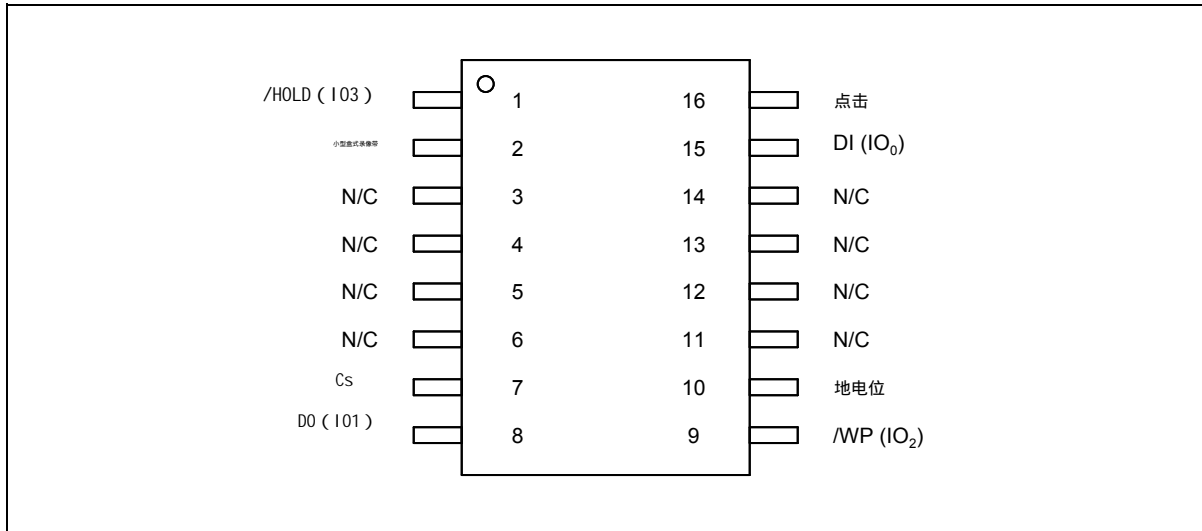 /HOLD（IO3）
1
16
点击
小型盒式录像带
2
15
DI (IO₀)
N/C
3
14
N/C
N/C
4
13
N/C
N/C
5
12
N/C
N/C
6
11
N/C
Cs
7
10
地电位
DO（IO1）
8
9
/WP (IO₂)